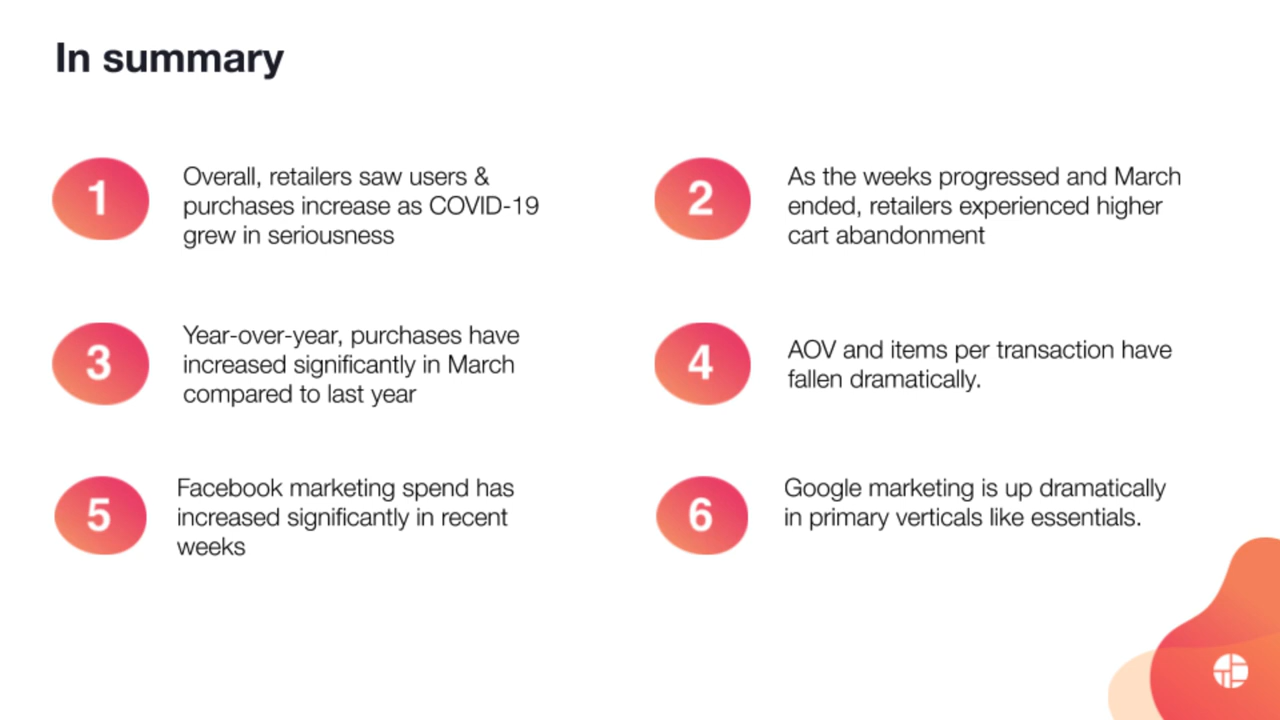 In summary
1
Overall, retailers saw users &
purchases increase as COVID-19
grew in seriousness
2
As the weeks progressed and March
ended, retailers experienced higher
cart abandonment
3
Year-over-year, purchases have
increased significantly in March
compared to last year
4
AOV and items per transaction have
fallen dramatically.
5
Facebook marketing spend has
increased significantly in recent
weeks
6
Google marketing is up dramatically
in primary verticals like essentials.